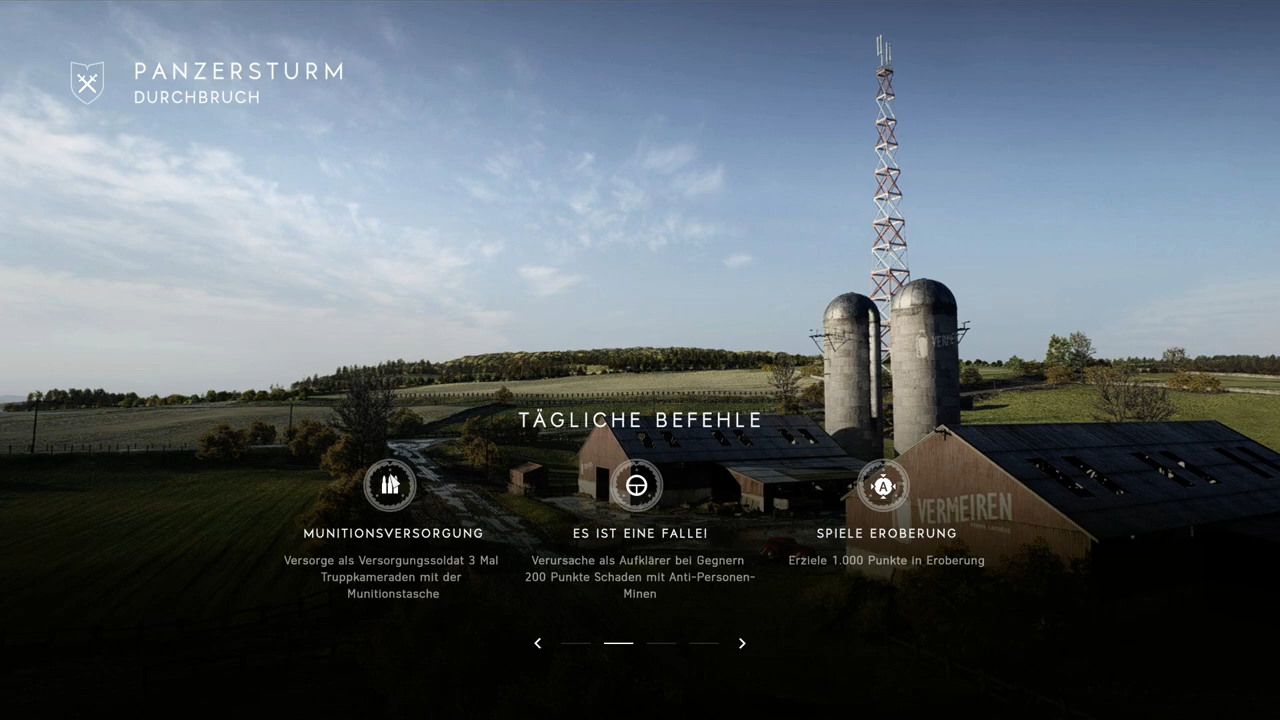 PANZERSTURM
DURCHBRUCH
TÄGLICHE BEFEHLE
MUNITIONSVERSORGUNG
Versorge als Versorgungssoldat 3 Mal
Truppkameraden mit der
Munitionstasche
ES IST EINE FALLE!
Verursache als Aufklärer bei Gegnern
200 Punkte Schaden mit Anti-Personen-
Minen
SPIELE EROBERUNG
Erziele 1.000 Punkte in Eroberung
A
VERMEIREN